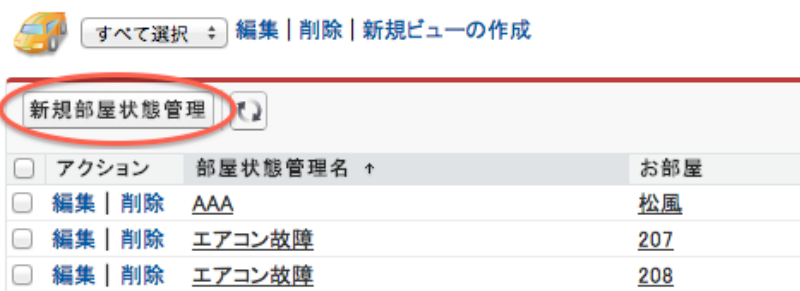 すべて選択 編集 | 削除 | 新規ビューの作成
新規部屋状態管理
アクション 部屋状態管理名 ↑ お部屋
編集 | 削除 AAA 松風
編集 | 削除 エアコン故障 207
編集 | 削除 エアコン故障 208